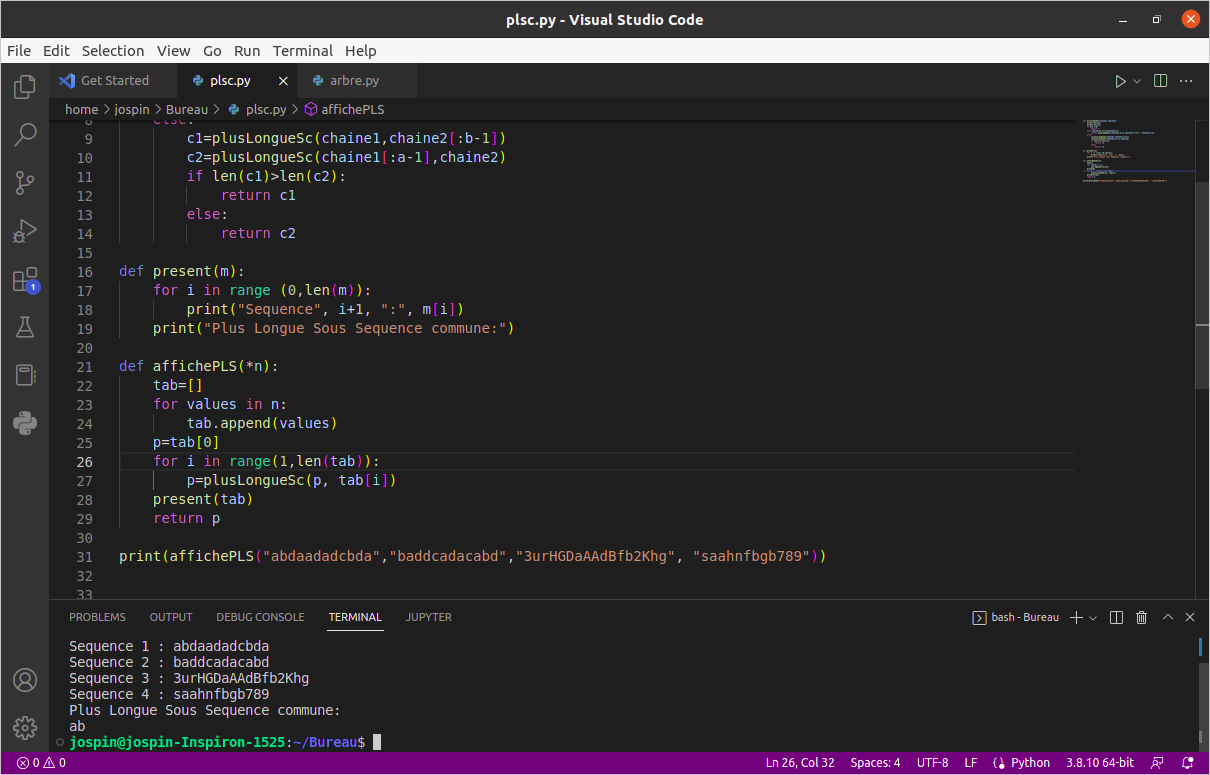 plsc.py - Visual Studio Code
File Edit Selection View Go Run Terminal Help
Get Started plsc.py arbre.py
home > jospin > Bureau > plsc.py > affichePLS
8 else:
9 c1=plusLongueSc(chaine1,chaine2[:b-1])
10 c2=plusLongueSc(chaine1[:a-1],chaine2)
11 if len(c1)>len(c2):
12 return c1
13 else:
14 return c2
15
16 def present(m):
17 for i in range (0,len(m)):
18 print("Sequence", i+1, ":", m[i])
19 print("Plus Longue Sous Sequence commune:")
20
21 def affichePLS(*n):
22 tab=[]
23 for values in n:
24 tab.append(values)
25 p=tab[0]
26 for i in range(1,len(tab)):
27 p=plusLongueSc(p, tab[i])
28 present(tab)
29 return p
30
31 print(affichePLS("abdaadadcbda","baddcadacabd","3urHGDaAAdBfb2Khg", "saahnfbgb789"))
32
33
1
PROBLEMS OUTPUT DEBUG CONSOLE TERMINAL JUPYTER bash - Bureau
Sequence 1 : abdaadadcbda
Sequence 2 : baddcadacabd
Sequence 3 : 3urHGDaAAdBfb2Khg
Sequence 4 : saahnfbgb789
Plus Longue Sous Sequence commune:
ab
jospin@jospin-Inspiron-1525:~/Bureau$
0 0 Ln 26, Col 32 Spaces: 4 UTF-8 LF Python 3.8.10 64-bit